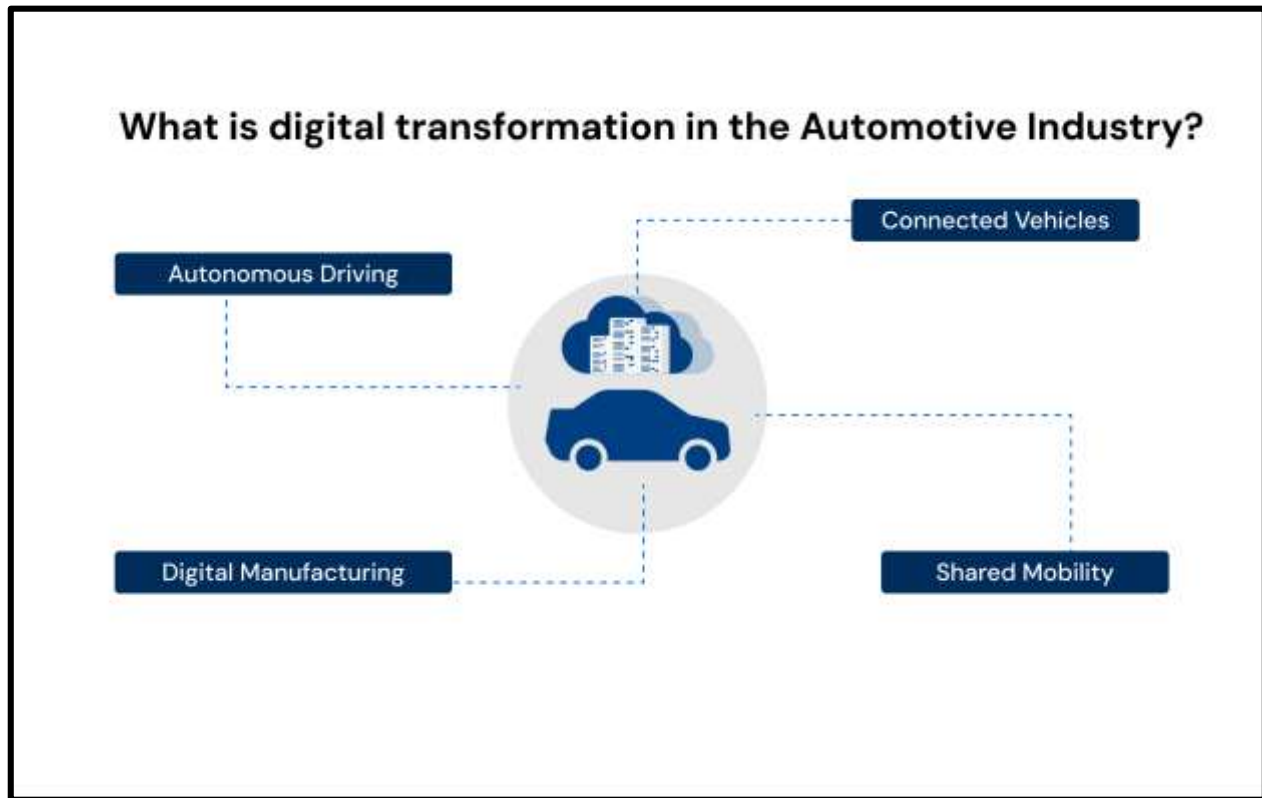 What is digital transformation in the Automotive Industry?
Connected Vehicles
Autonomous Driving
Digital Manufacturing
Shared Mobility